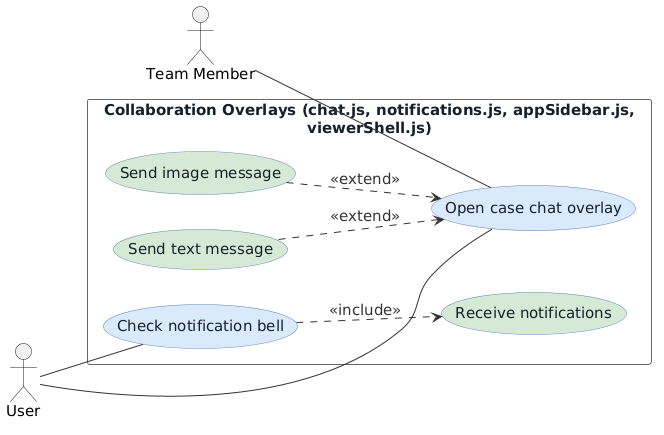 Team Member
Collaboration Overlays (chat.js, notifications.js, appSidebar.js,
viewerShell.js)
Send image message
«extend»
Open case chat overlay
«extend»
Send text message
«include»
Receive notifications
Check notification bell
User